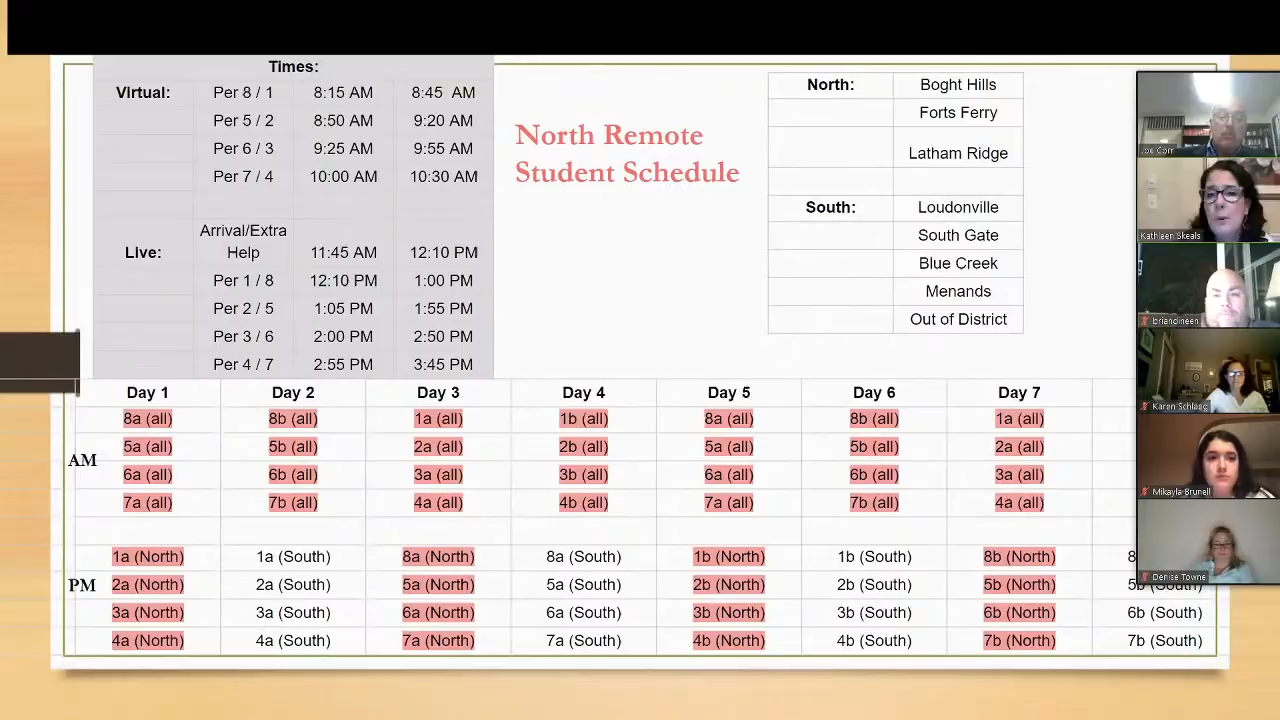 Times:
Virtual: Per 8 / 1 8:15 AM 8:45 AM
Per 5 / 2 8:50 AM 9:20 AM
Per 6 / 3 9:25 AM 9:55 AM
Per 7 / 4 10:00 AM 10:30 AM
Arrival/Extra
Live: Help 11:45 AM 12:10 PM
Per 1 / 8 12:10 PM 1:00 PM
Per 2 / 5 1:05 PM 1:55 PM
Per 3 / 6 2:00 PM 2:50 PM
Per 4 / 7 2:55 PM 3:45 PM
North Remote
Student Schedule
North: Boght Hills
Forts Ferry
Latham Ridge
South: Loudonville
South Gate
Blue Creek
Menands
Out of District
Day 1 Day 2 Day 3 Day 4 Day 5 Day 6 Day 7
8a (all) 8b (all) 1a (all) 1b (all) 8a (all) 8b (all) 1a (all)
5a (all) 5b (all) 2a (all) 2b (all) 5a (all) 5b (all) 2a (all)
AM
6a (all) 6b (all) 3a (all) 3b (all) 6a (all) 6b (all) 3a (all)
7a (all) 7b (all) 4a (all) 4b (all) 7a (all) 7b (all) 4a (all)
1a (North) 1a (South) 8a (North) 8a (South) 1b (North) 1b (South) 8b (North)
PM 2a (North) 2a (South) 5a (North) 5a (South) 2b (North) 2b (South) 5b (North) 5b (South)
3a (North) 3a (South) 6a (North) 6a (South) 3b (North) 3b (South) 6b (North) 6b (South)
4a (North) 4a (South) 7a (North) 7a (South) 4b (North) 4b (South) 7b (North) 7b (South)
Joe Corr
Kathleen Skeals
briandineen
Karen Schlaeg
Mikayla Brunell
Denise Towne